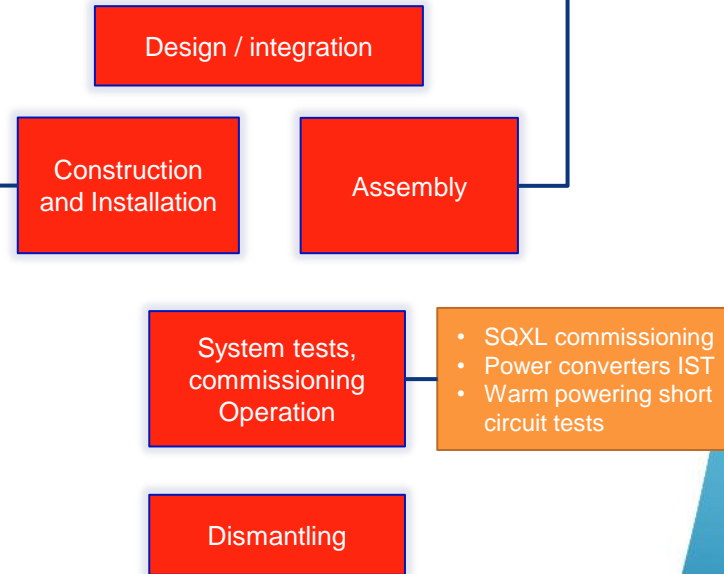 Design / integration
Construction
and Installation
Assembly
System tests,
commissioning
Operation
• SQXL commissioning
• Power converters IST
• Warm powering short
circuit tests
Dismantling